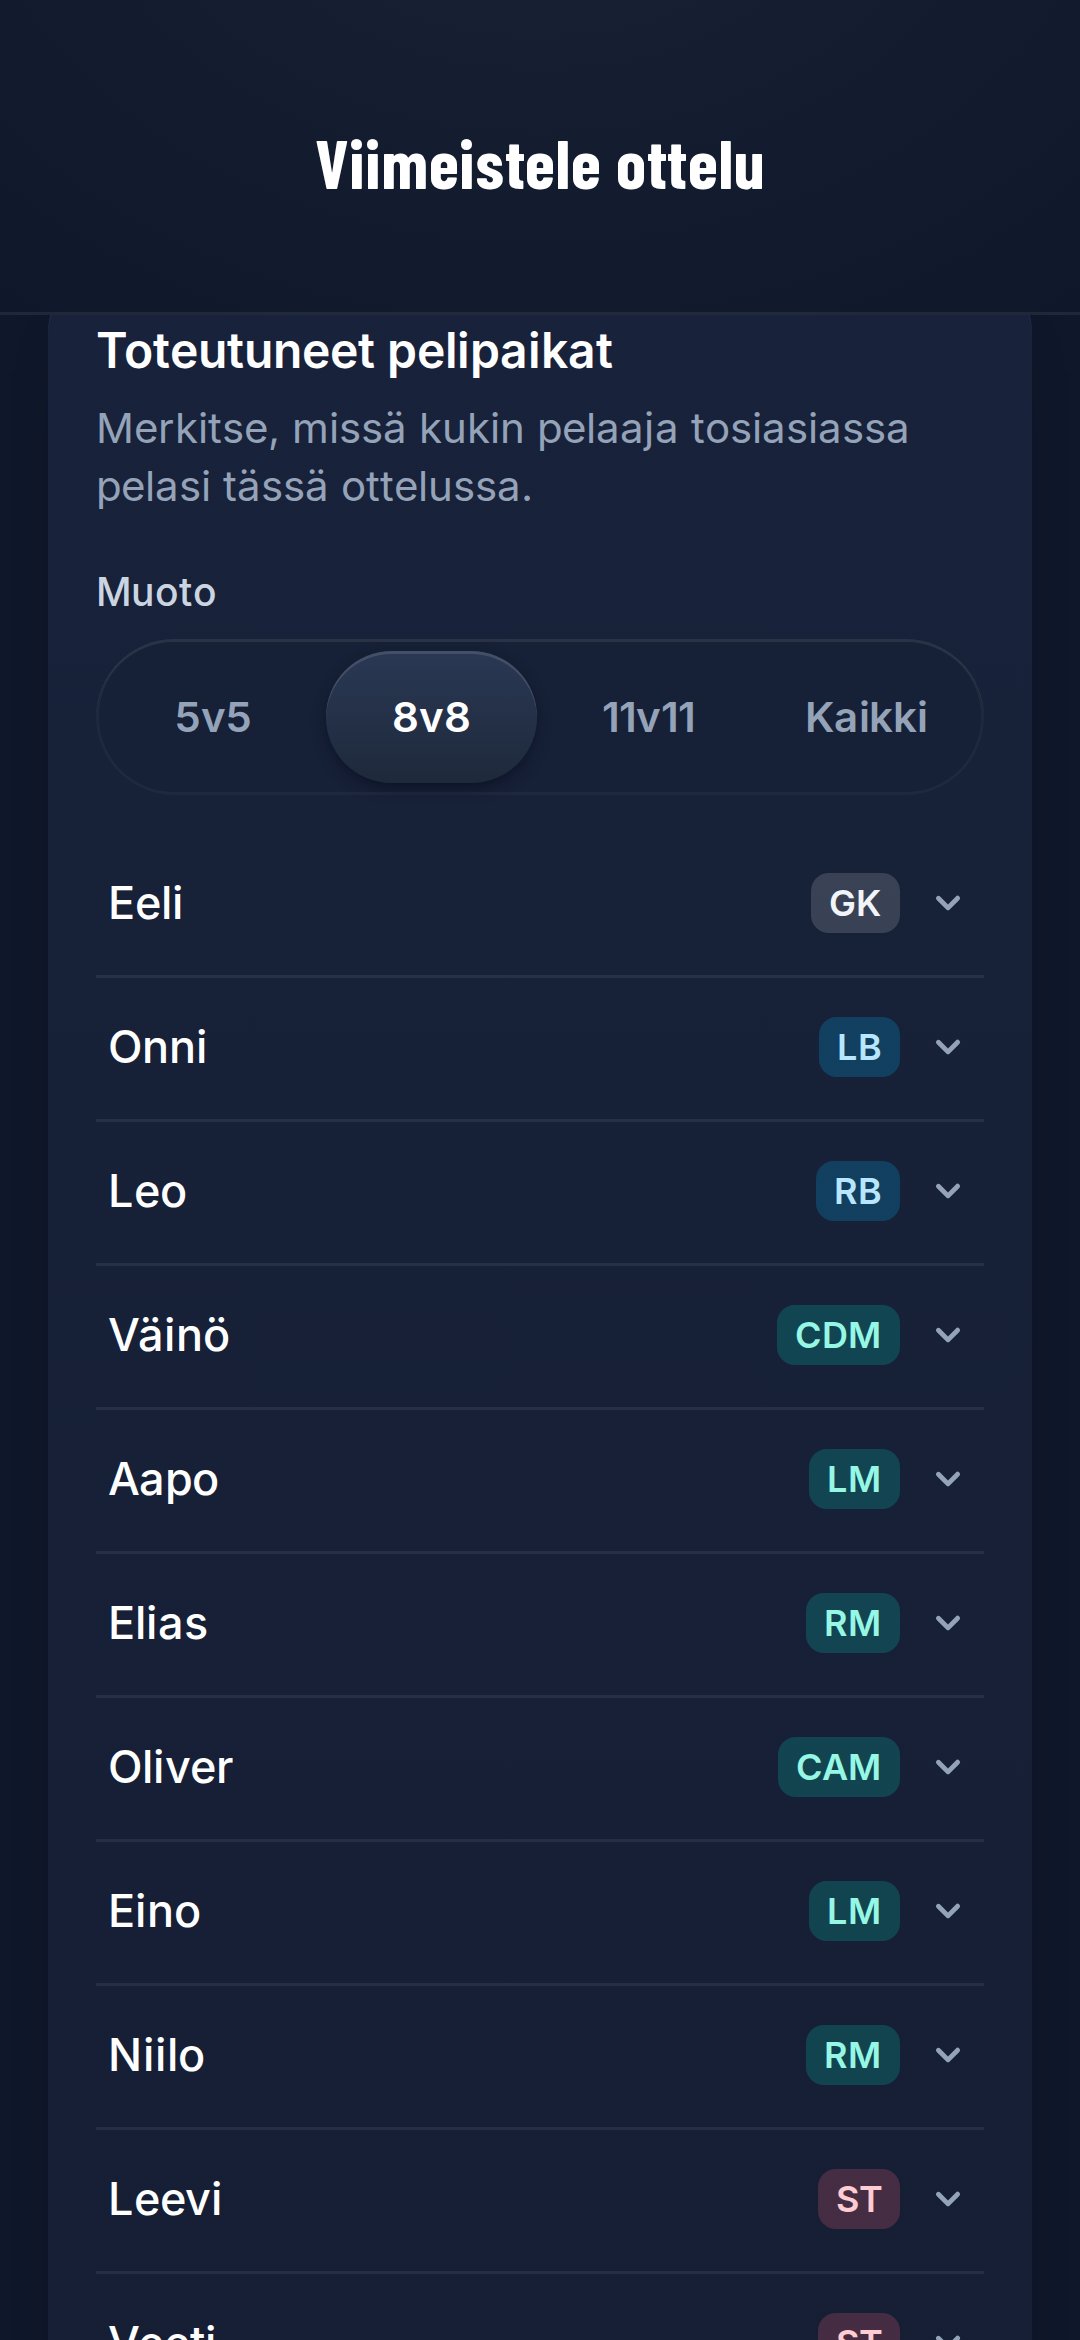 Viimeistele ottelu
Toteutuneet pelipaikat
Merkitse, missä kukin pelaaja tosiasiassa
pelasi tässä ottelussa.
Muoto
5v5 8v8 11v11 Kaikki
Eeli GK
Onni LB
Leo RB
Väinö CDM
Aapo LM
Elias RM
Oliver CAM
Eino LM
Niilo RM
Leevi ST
ST